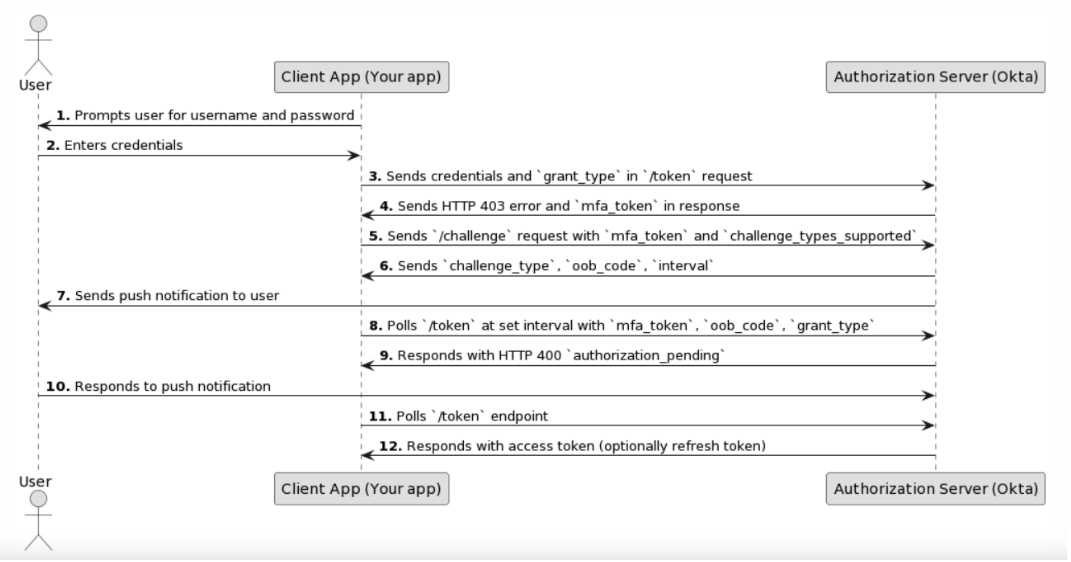 User
Client App (Your app)
Authorization Server (Okta)
1. Prompts user for username and password
2. Enters credentials
3. Sends credentials and `grant_type` in `/token` request
4. Sends HTTP 403 error and `mfa_token` in response
5. Sends `/challenge` request with `mfa_token` and `challenge_types_supported`
6. Sends `challenge_type`, `oob_code`, `interval`
7. Sends push notification to user
8. Polls `/token` at set interval with `mfa_token`, `oob_code`, `grant_type`
9. Responds with HTTP 400 `authorization_pending`
10. Responds to push notification
11. Polls `/token` endpoint
12. Responds with access token (optionally refresh token)
User
Client App (Your app)
Authorization Server (Okta)